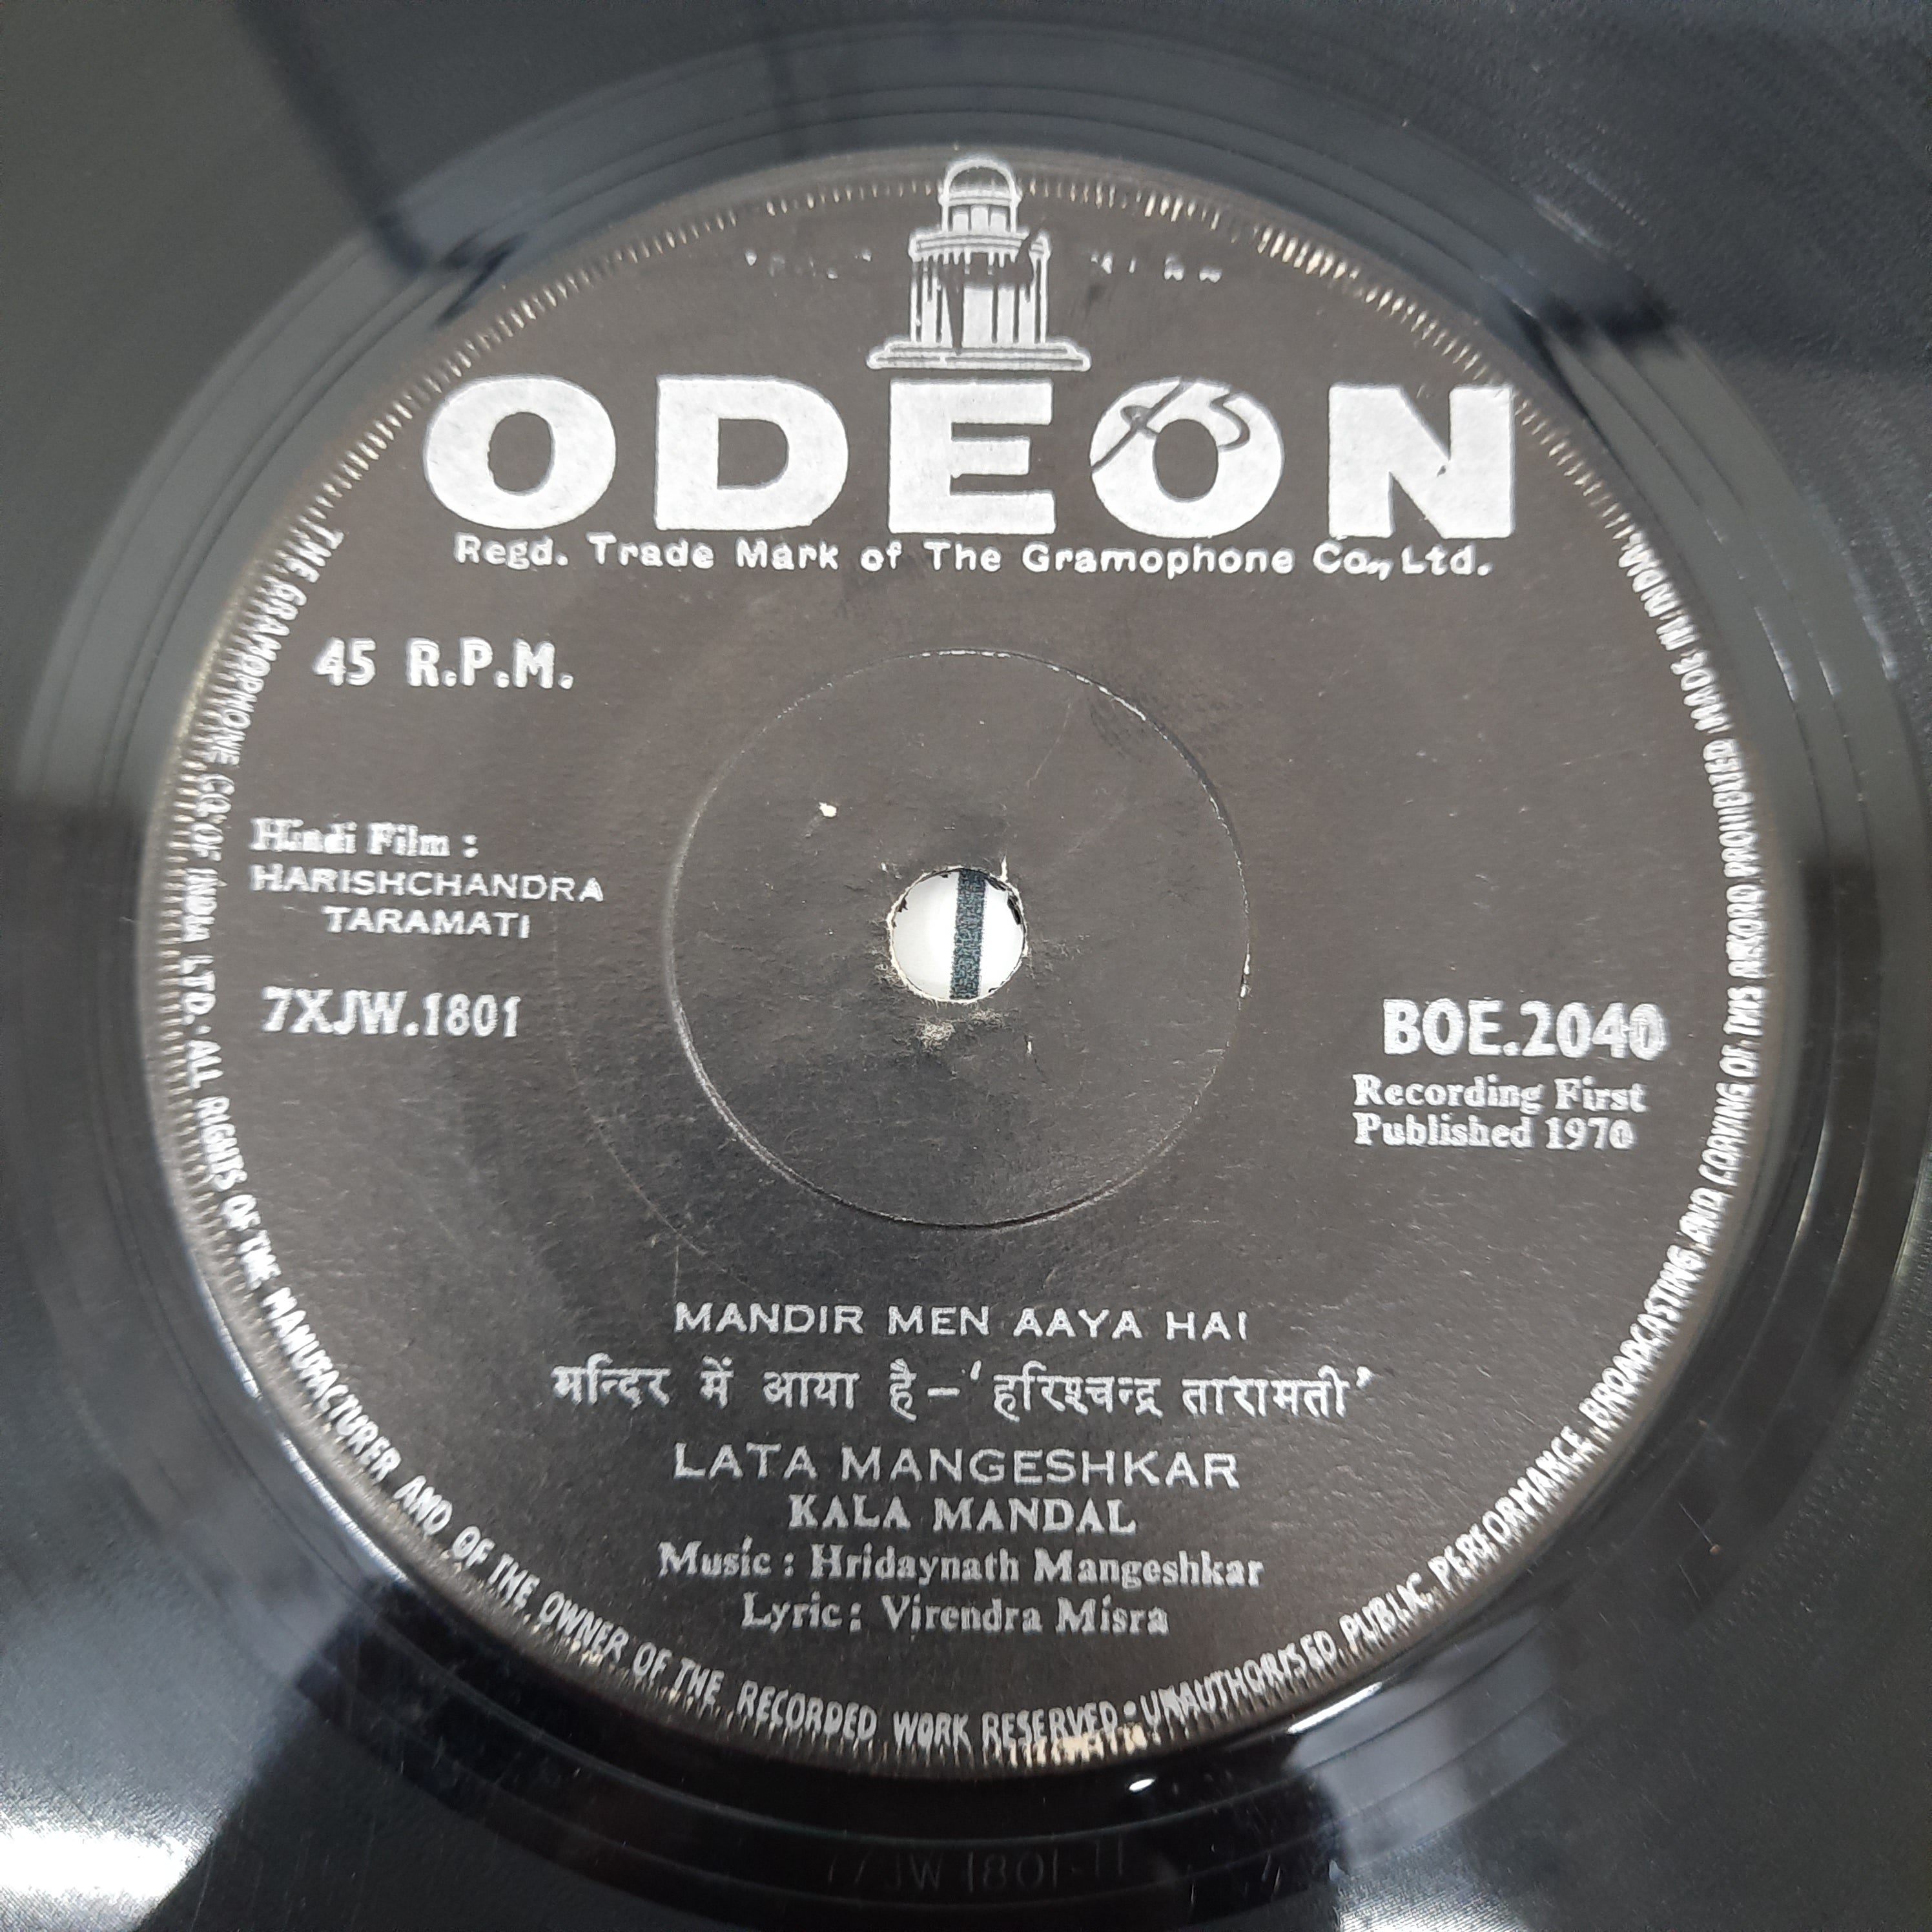 ODEON
Regd. Trade Mark of The Gramophone Co., Ltd.
45 R.P.M.
Hindi Film :
HARISHCHANDRA
TARAMATI
7XJW.1801
BOE.2040
Recording First
Published 1970
MANDIR MEN AAYA HAI
मन्दिर में आया है–‘हरिश्चन्द्र तारामती’
LATA MANGESHKAR
KALA MANDAL
Music : Hridaynath Mangeshkar
Lyric : Virendra Misra
THE GRAMOPHONE CO. OF INDIA LTD. ALL RIGHTS OF THE MANUFACTURER AND OF THE OWNER OF THE RECORDED WORK RESERVED • UNAUTHORISED PUBLIC PERFORMANCE, BROADCASTING AND COPYING OF THIS RECORD PROHIBITED MADE IN INDIA